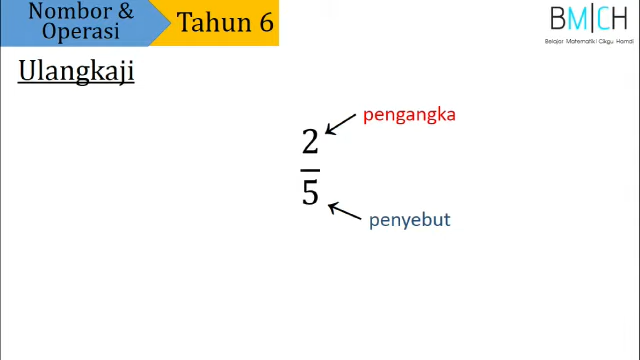 Nombor &
Operasi
Tahun 6
BM|CH
Belajar Matematik Cikgu Hamdi
Ulangkaji
pengangka
2
5
penyebut